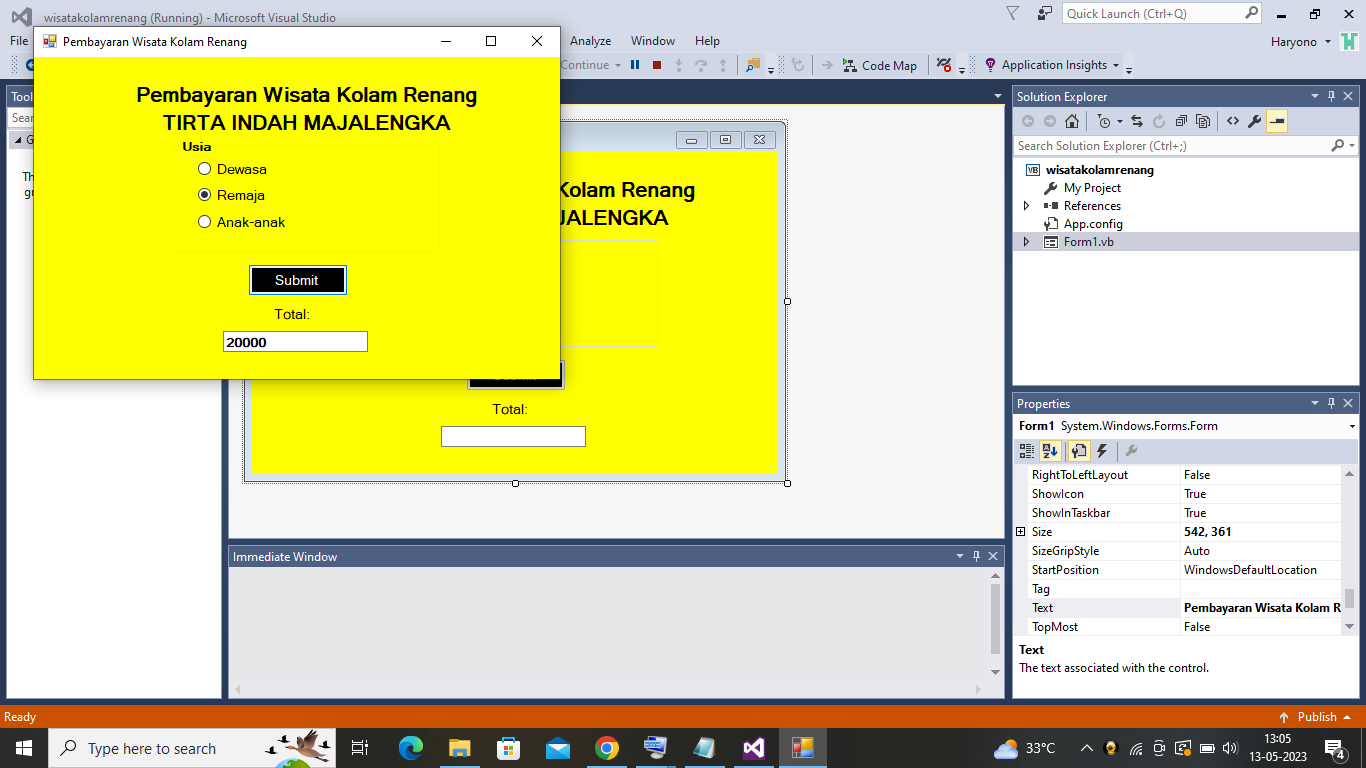 wisatakolamrenang (Running) - Microsoft Visual Studio
Quick Launch (Ctrl+Q)
File
Analyze Window Help
Haryono
Pembayaran Wisata Kolam Renang
Continue
Code Map
Application Insights
Pembayaran Wisata Kolam Renang
TIRTA INDAH MAJALENGKA
Usia
Dewasa
Remaja
Anak-anak
Submit
Total:
20000
Kolam Renang
JALENGKA
Total:
Immediate Window
Solution Explorer
Search Solution Explorer (Ctrl+;)
wisatakolamrenang
My Project
References
App.config
Form1.vb
Properties
Form1 System.Windows.Forms.Form
RightToLeftLayout False
ShowIcon True
ShowInTaskbar True
Size 542, 361
SizeGripStyle Auto
StartPosition WindowsDefaultLocation
Tag
Text Pembayaran Wisata Kolam R
TopMost False
Text
The text associated with the control.
Ready
Publish
Type here to search
33°C
13:05
13-05-2023
4